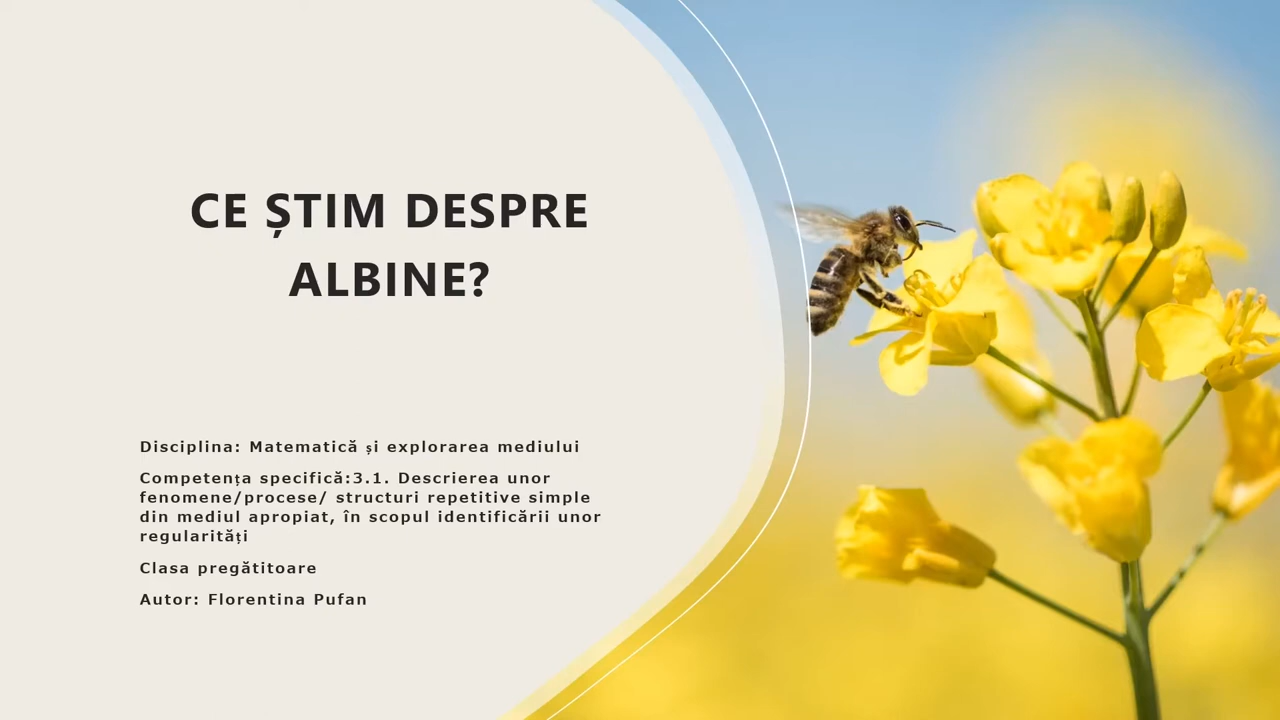 CE ȘTIM DESPRE
ALBINE?
Disciplina: Matematică și explorarea mediului
Competența specifică:3.1. Descrierea unor
fenomene/procese/ structuri repetitive simple
din mediul apropiat, în scopul identificării unor
regularități
Clasa pregătitoare
Autor: Florentina Pufan